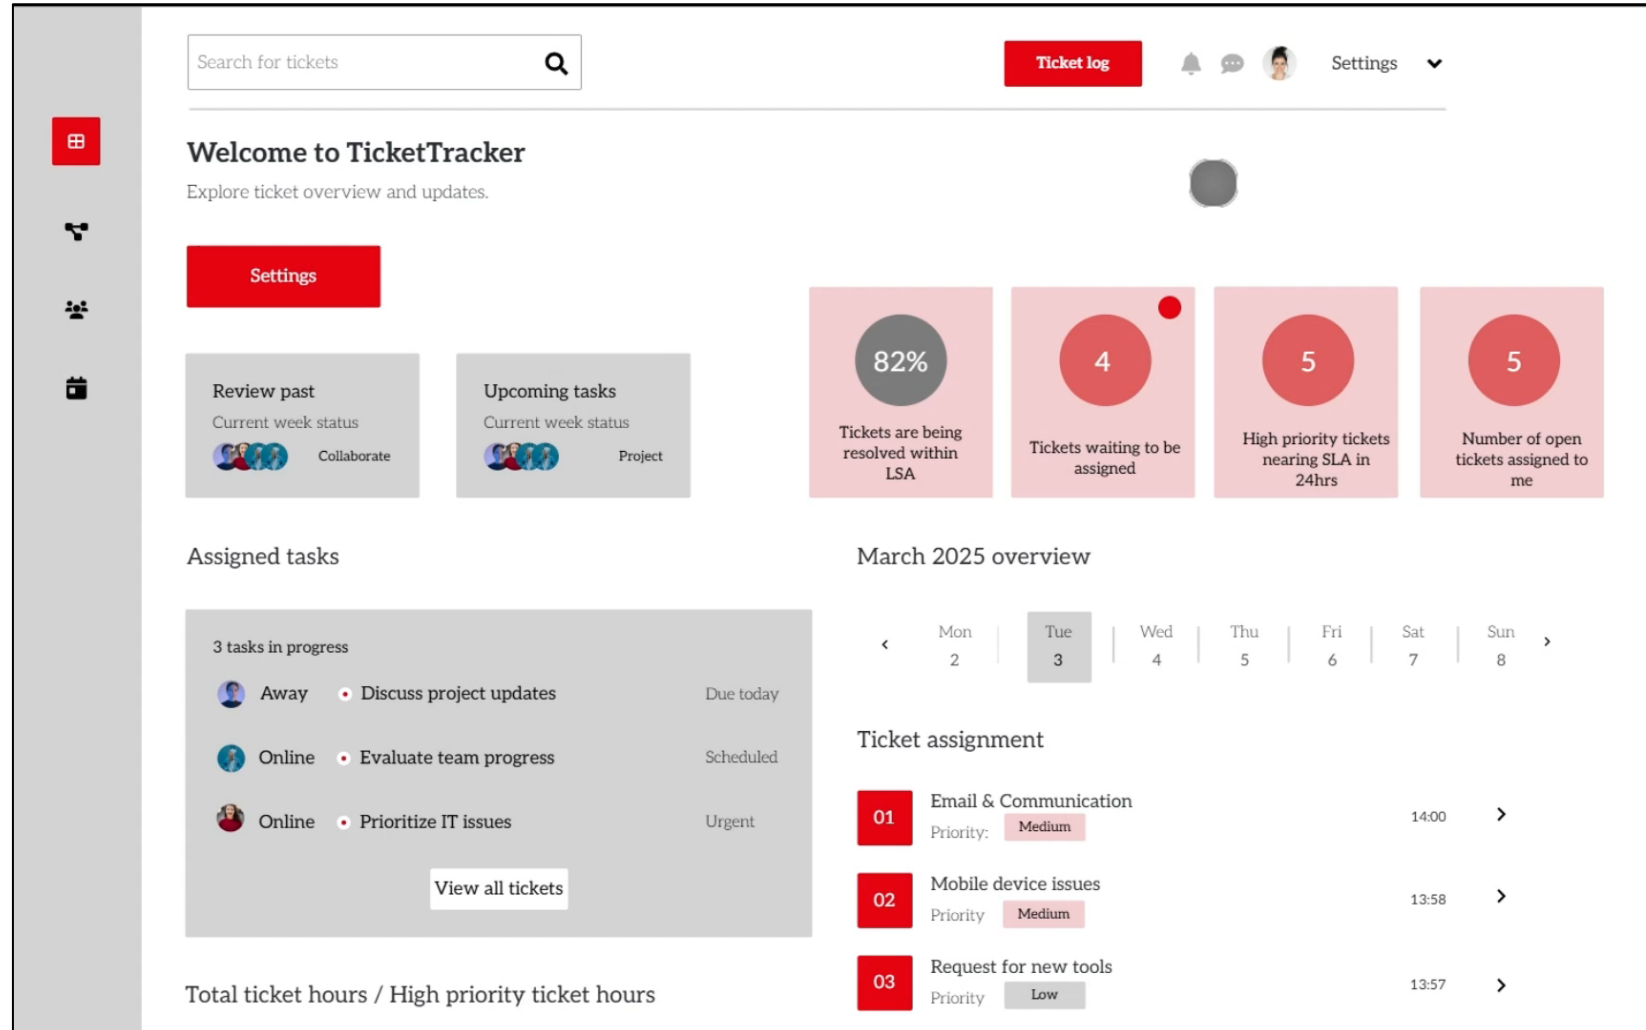 Search for tickets
Ticket log
Settings
Welcome to TicketTracker
Explore ticket overview and updates.
Settings
Review past
Current week status
Collaborate
Upcoming tasks
Current week status
Project
82%
Tickets are being
resolved within
LSA
4
Tickets waiting to be
assigned
5
High priority tickets
nearing SLA in
24hrs
5
Number of open
tickets assigned to
me
Assigned tasks
3 tasks in progress
Away Discuss project updates Due today
Online Evaluate team progress Scheduled
Online Prioritize IT issues Urgent
View all tickets
Total ticket hours / High priority ticket hours
March 2025 overview
Mon Tue Wed Thu Fri Sat Sun
2 3 4 5 6 7 8
Ticket assignment
01 Email & Communication 14:00
Priority: Medium
02 Mobile device issues 13:58
Priority Medium
03 Request for new tools 13:57
Priority Low